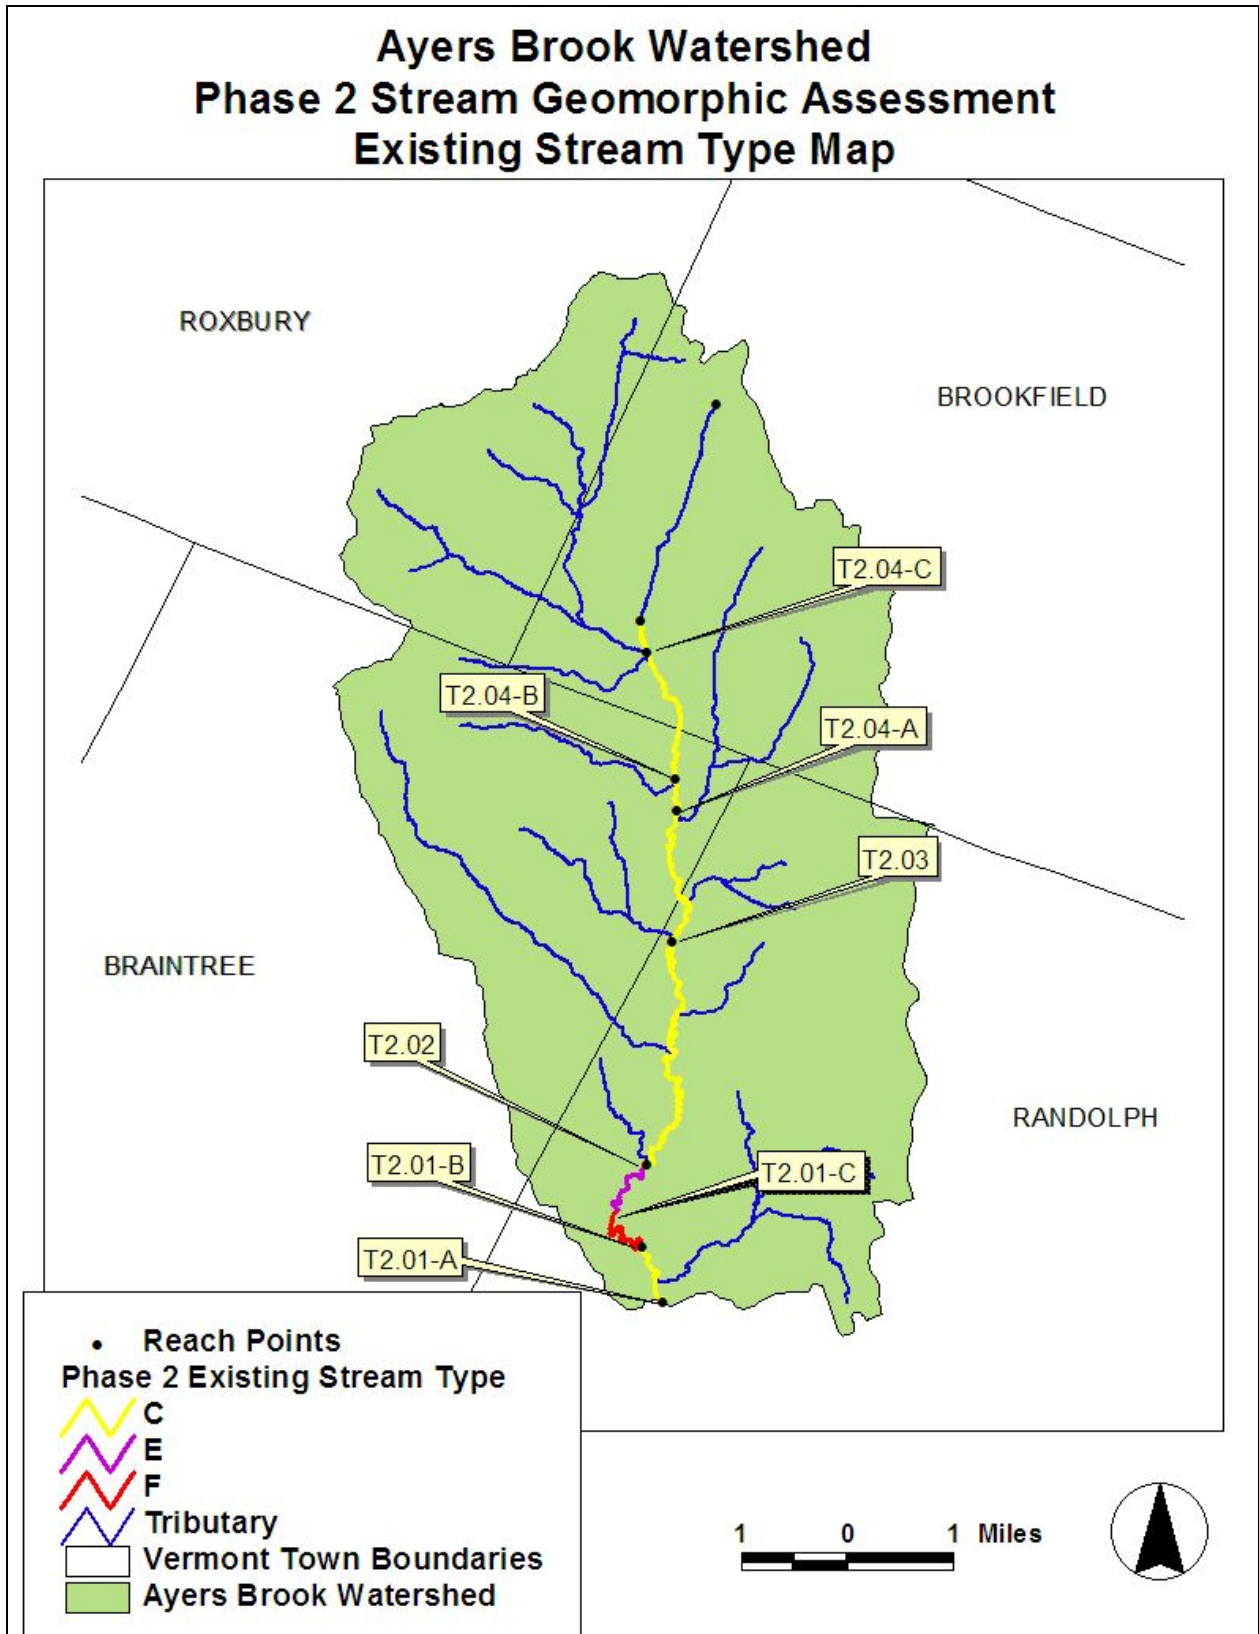 Ayers Brook Watershed
Phase 2 Stream Geomorphic Assessment
Existing Stream Type Map
ROXBURY
BROOKFIELD
T2.04-C
T2.04-B
T2.04-A
T2.03
BRAINTREE
T2.02
RANDOLPH
T2.01-B
T2.01-C
T2.01-A
Reach Points
Phase 2 Existing Stream Type
C
E
F
Tributary
Vermont Town Boundaries
Ayers Brook Watershed
1 0 1 Miles